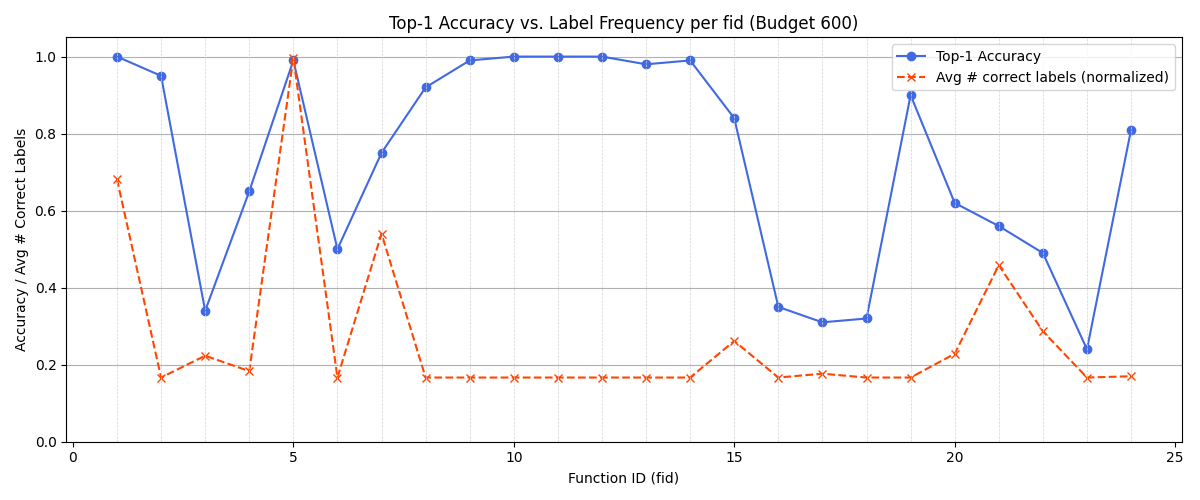 Top-1 Accuracy vs. Label Frequency per fid (Budget 600)
Top-1 Accuracy
Avg # correct labels (normalized)
Accuracy / Avg # Correct Labels
1.0
0.8
0.6
0.4
0.2
0.0
0 5 10 15 20 25
Function ID (fid)